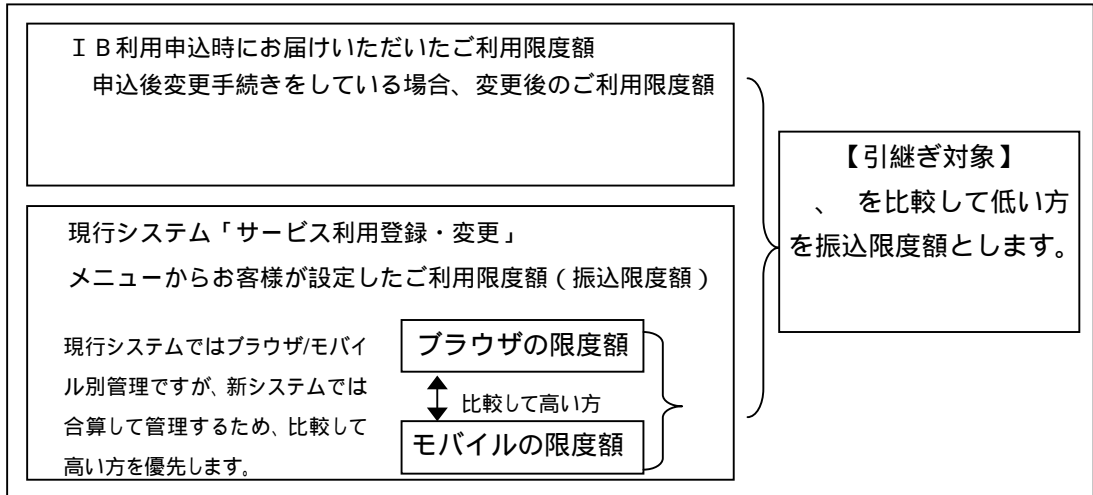 ＩＢ利用申込時にお届けいただいたご利用限度額
申込後変更手続きをしている場合、変更後のご利用限度額
【引継ぎ対象】
、　を比較して低い方
を振込限度額とします。
現行システム「サービス利用登録・変更」
メニューからお客様が設定したご利用限度額（振込限度額）
現行システムではブラウザ/モバイ
ル別管理ですが、新システムでは
合算して管理するため、比較して
高い方を優先します。
ブラウザの限度額
比較して高い方
モバイルの限度額